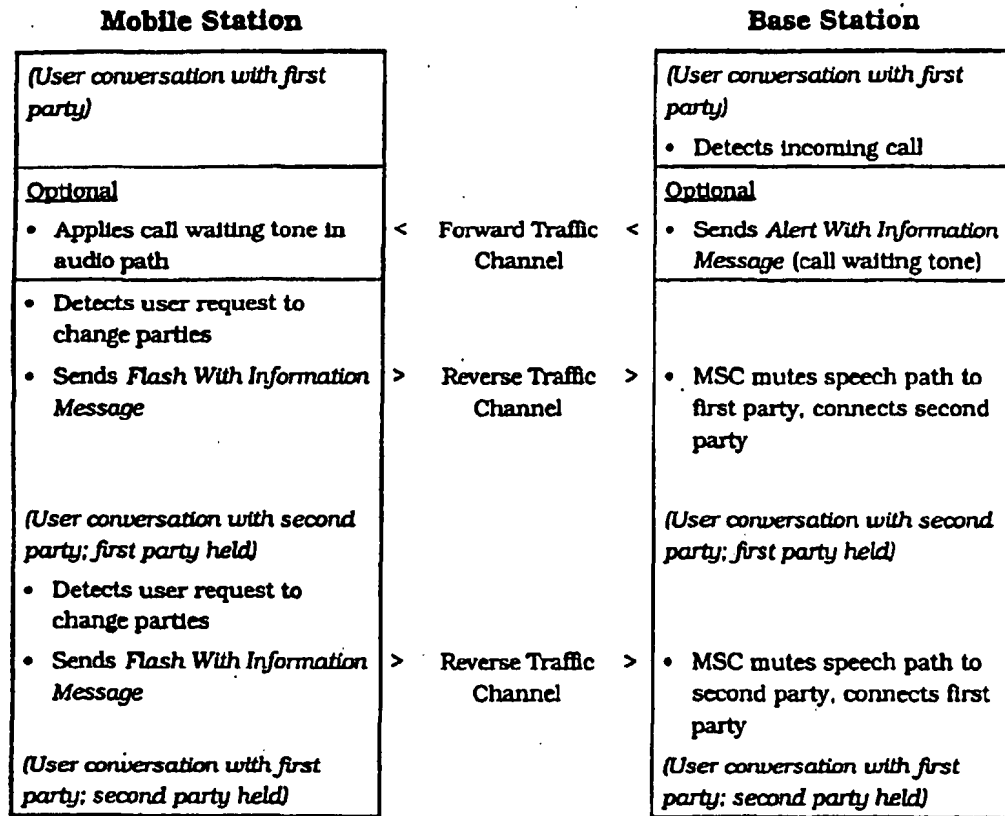 Mobile Station
Base Station
(User conversation with first
party)
(User conversation with first
party)
• Detects incoming call
Optional
• Applies call waiting tone in
audio path
< Forward Traffic <
Channel
Optional
• Sends Alert With Information
Message (call waiting tone)
• Detects user request to
change parties
• Sends Flash With Information
Message
> Reverse Traffic >
Channel
• MSC mutes speech path to
first party, connects second
party
(User conversation with second
party; first party held)
(User conversation with second
party; first party held)
• Detects user request to
change parties
• Sends Flash With Information
Message
> Reverse Traffic >
Channel
• MSC mutes speech path to
second party, connects first
party
(User conversation with first
party; second party held)
(User conversation with first
party; second party held)